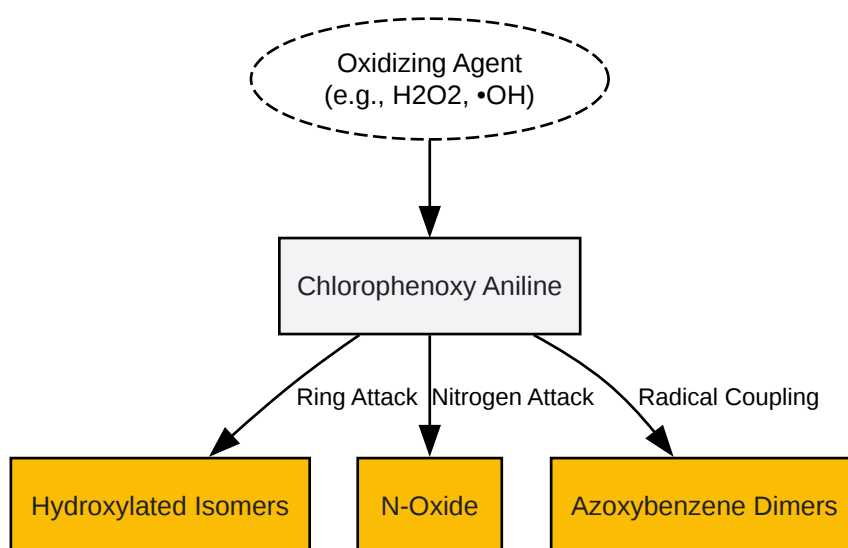 Oxidizing Agent
(e.g., H2O2, •OH)
Chlorophenoxy Aniline
Ring Attack
Nitrogen Attack
Radical Coupling
Hydroxylated Isomers
N-Oxide
Azoxybenzene Dimers